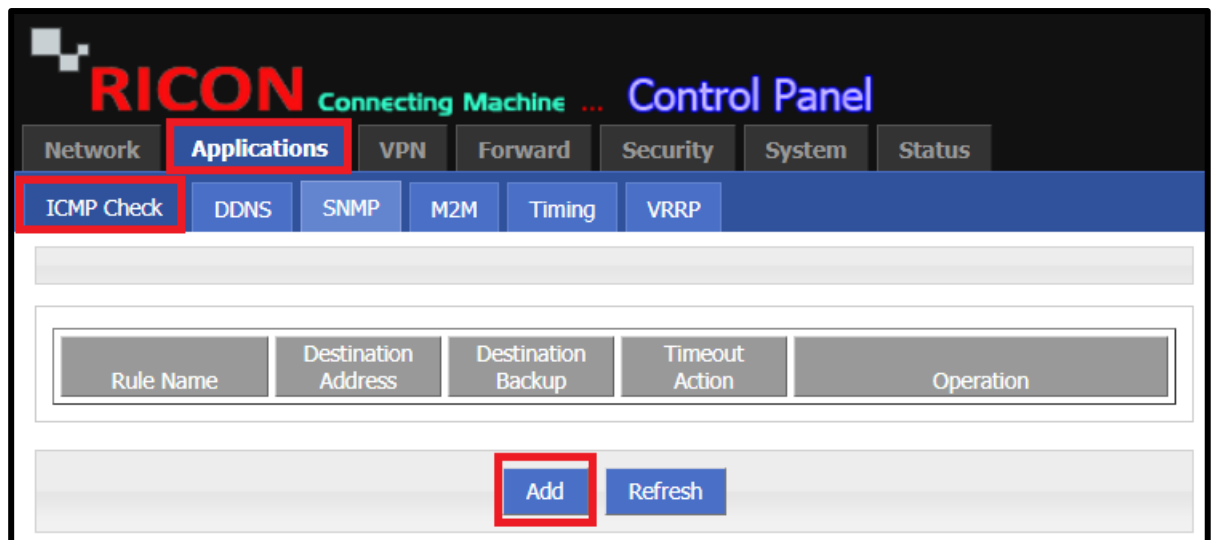 RICON Connecting Machine ... Control Panel
Network Applications VPN Forward Security System Status
ICMP Check DDNS SNMP M2M Timing VRRP
Rule Name Destination Address Destination Backup Timeout Action Operation
Add Refresh